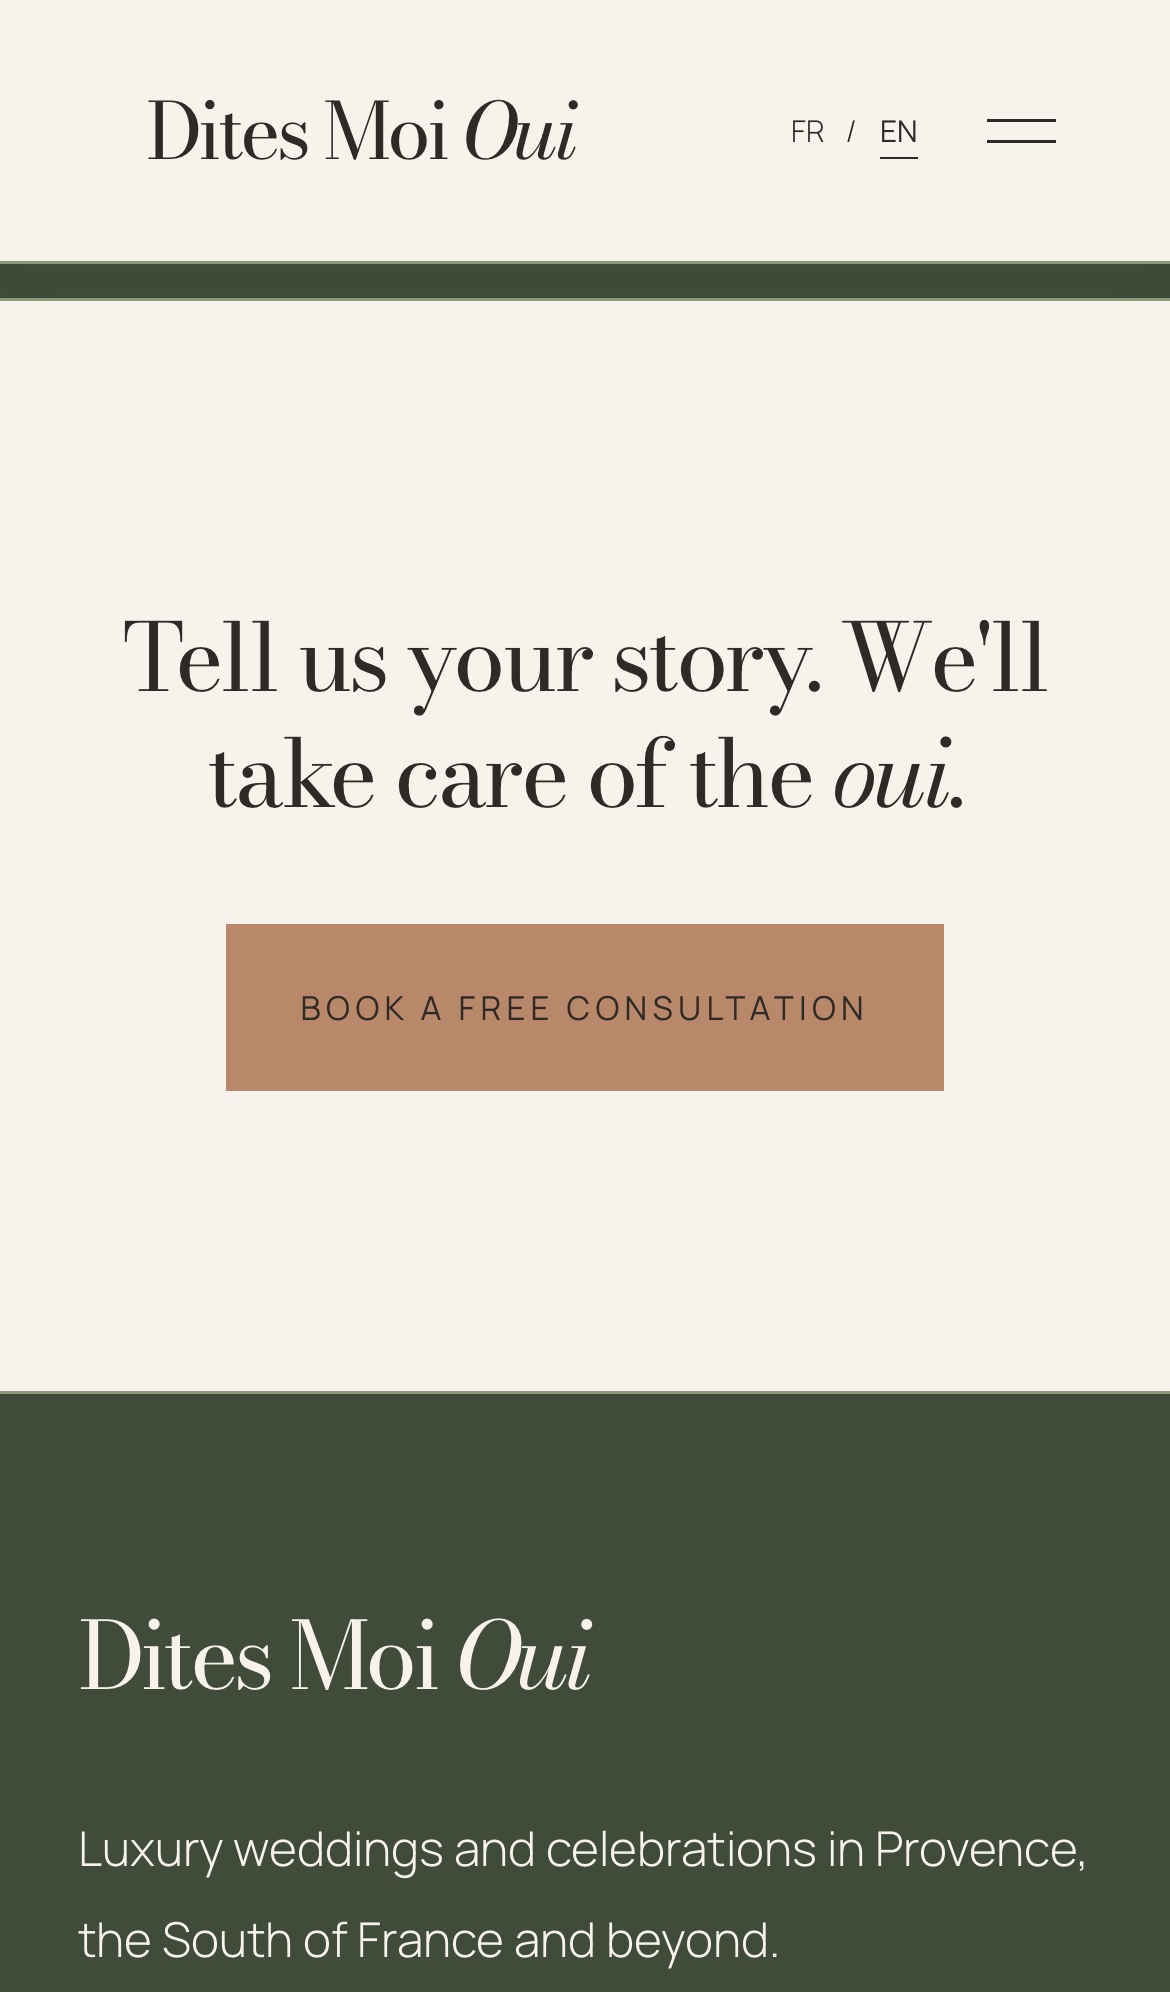 Dites Moi Oui
FR / EN
Tell us your story. We'll
take care of the oui.
BOOK A FREE CONSULTATION
Dites Moi Oui
Luxury weddings and celebrations in Provence,
the South of France and beyond.